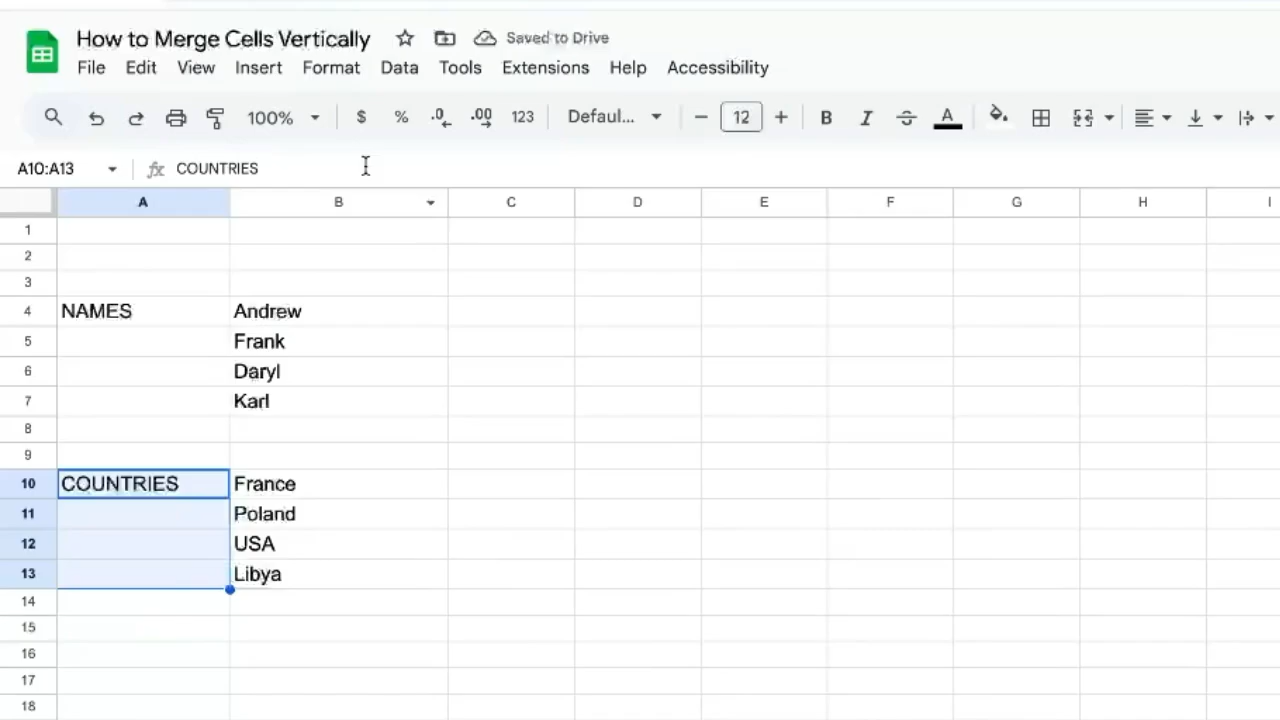 How to Merge Cells Vertically Saved to Drive
File Edit View Insert Format Data Tools Extensions Help Accessibility
100% $ % .0 .00 123 Defaul... − 12 + B I S A
A10:A13 fx COUNTRIES
A B C D E F G H I
1
2
3
4 NAMES Andrew
5 Frank
6 Daryl
7 Karl
8
9
10 COUNTRIES France
11 Poland
12 USA
13 Libya
14
15
16
17
18